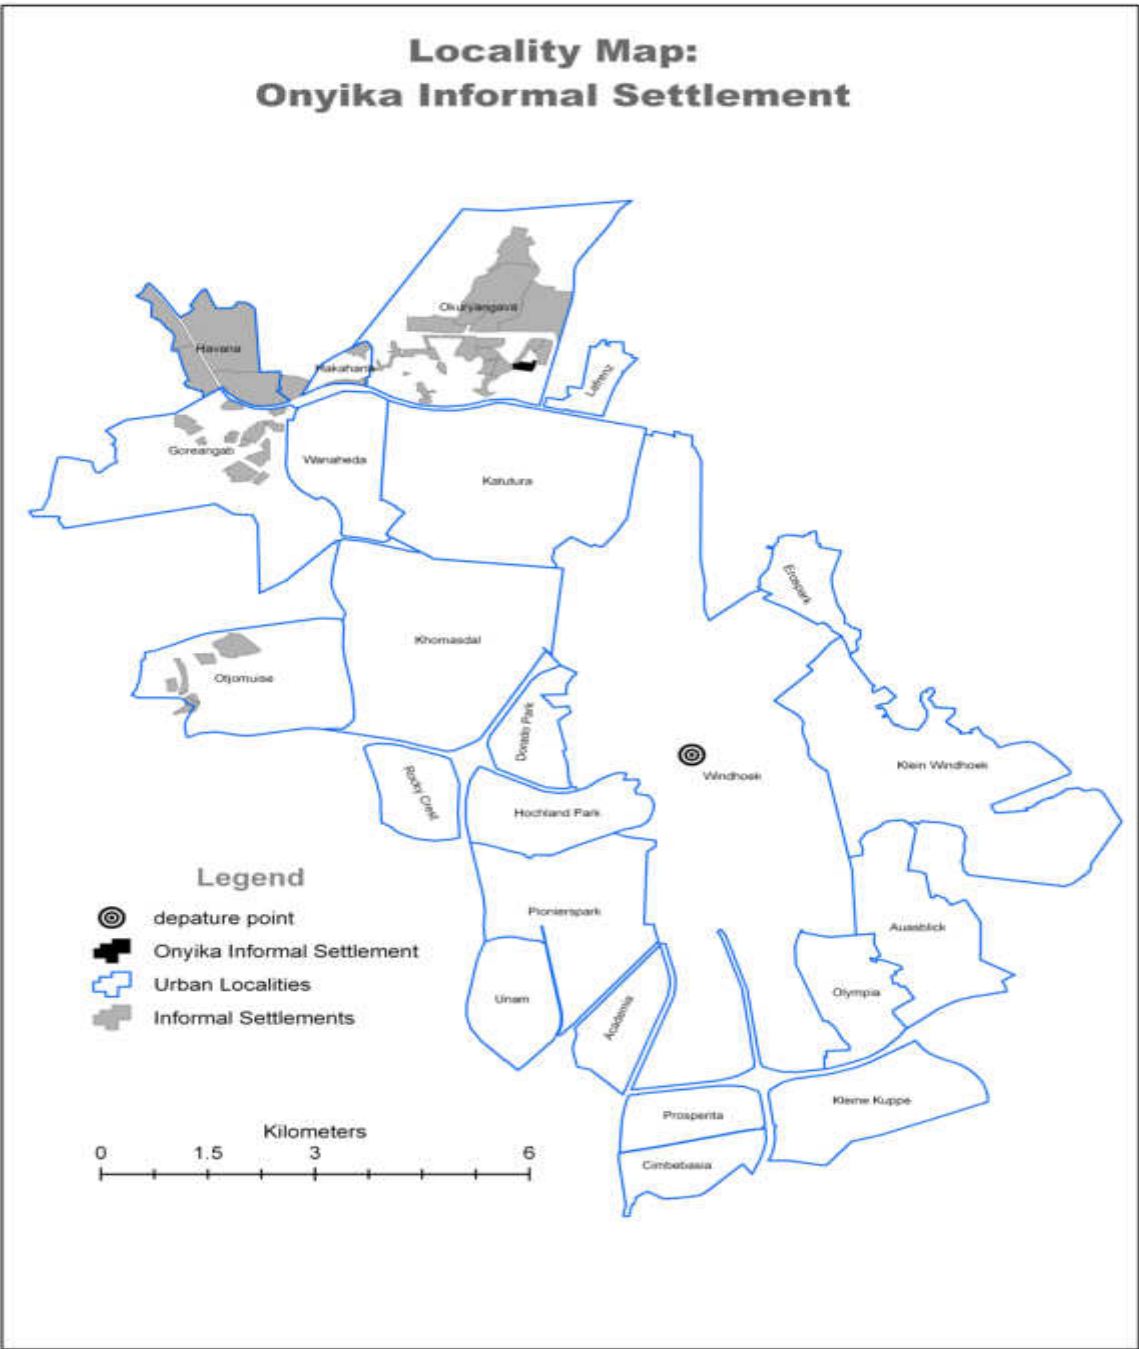 Locality Map:
Onyika Informal Settlement
Okuryangava
Havana
Hakahana
Lafrenz
Goreangab
Wanaheda
Katutura
Erospark
Khomasdal
Otjomuise
Dorado Park
Windhoek
Klein Windhoek
Rocky Crest
Hochland Park
Pionierspark
Auasblick
Unam
Academia
Olympia
Kleine Kuppe
Prosperita
Cimbebasia
Legend
depature point
Onyika Informal Settlement
Urban Localities
Informal Settlements
Kilometers
0 1.5 3 6